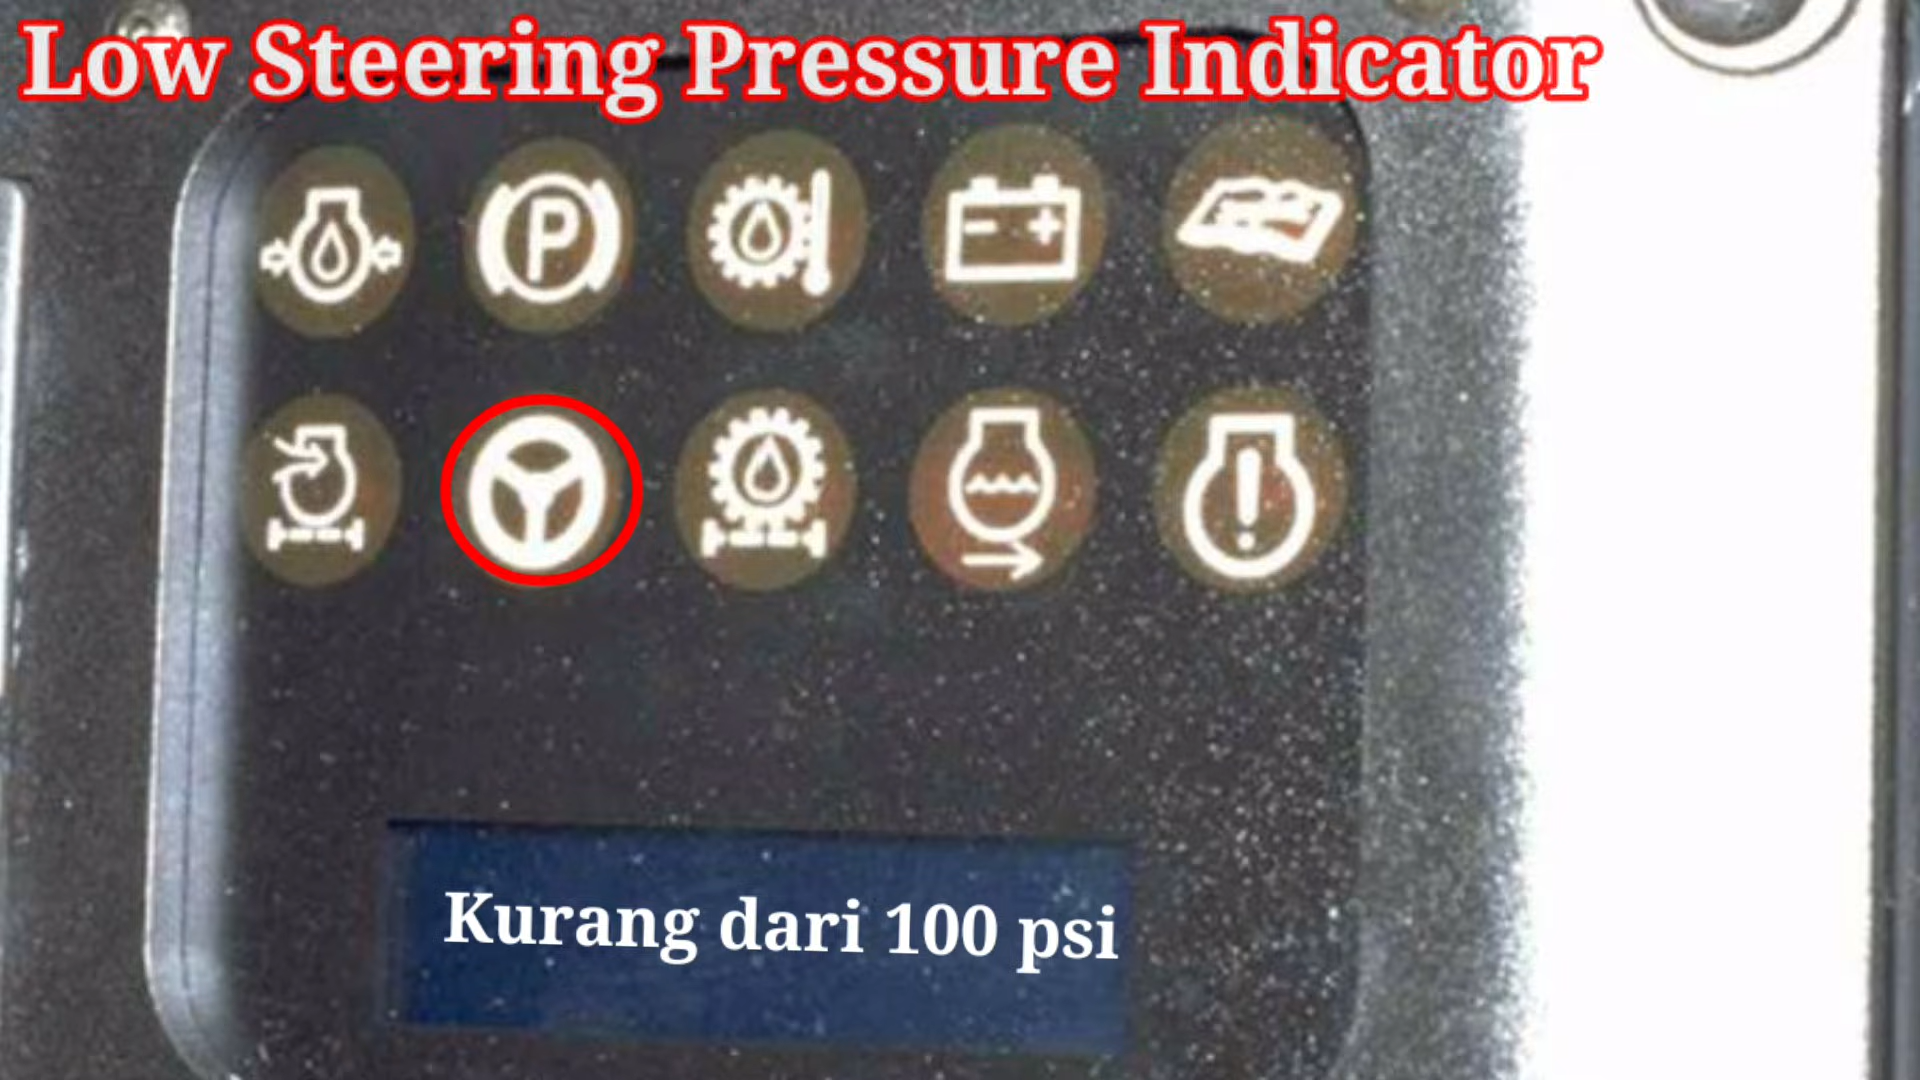 Low Steering Pressure Indicator
P
Kurang dari 100 psi